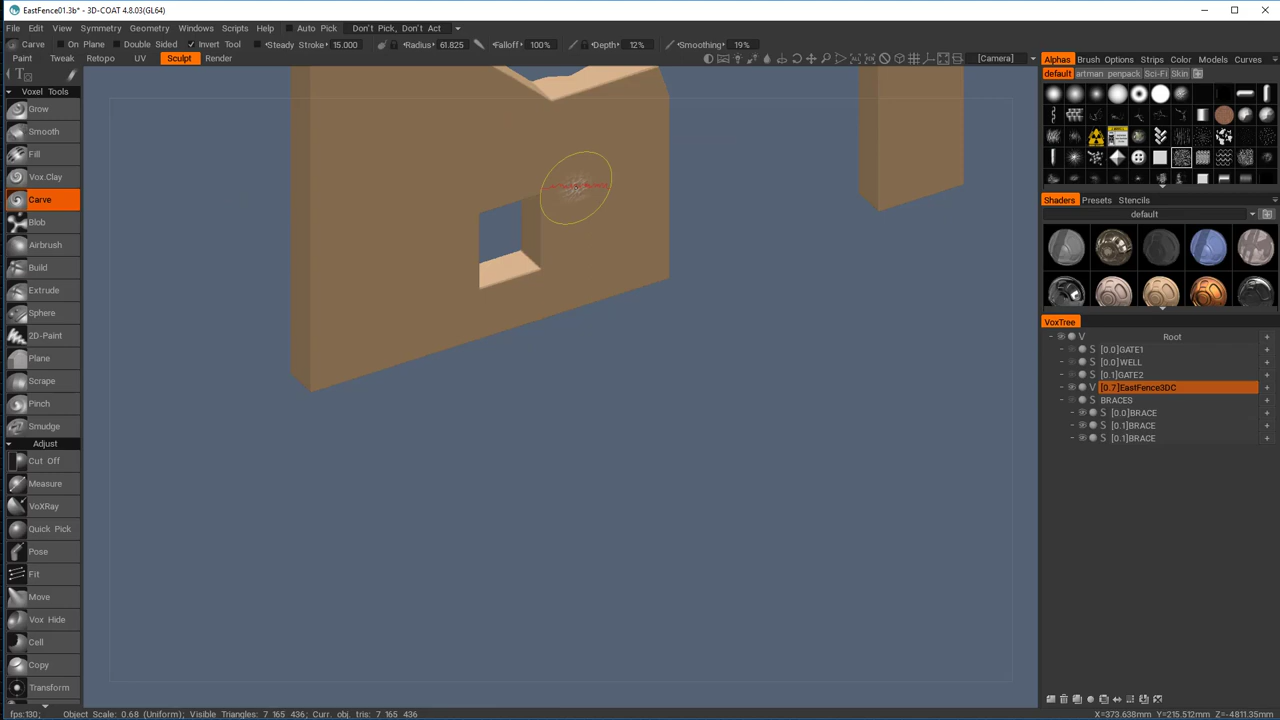 EastFence01.3b* - 3D-COAT 4.8.03(GL64)
File Edit View Symmetry Geometry Windows Scripts Help Auto Pick Don't Pick, Don't Act
Carve On Plane Double Sided Invert Tool Steady Stroke 15.000 Radius 61.825 Falloff 100% Depth 12% Smoothing 19%
Paint Tweak Retopo UV Sculpt Render [Camera]
Voxel Tools
Grow
Smooth
Fill
Vox.Clay
Carve
Blob
Airbrush
Build
Extrude
Sphere
2D-Paint
Plane
Scrape
Pinch
Smudge
Adjust
Cut Off
Measure
VoXRay
Quick Pick
Pose
Fit
Move
Vox Hide
Cell
Copy
Transform
Alphas Brush Options Strips Color Models Curves
default artman penpack Sci-Fi Skin
Shaders Presets Stencils
default
VoxTree
V Root +
S [0.0]GATE1 +
S [0.0]WELL +
S [0.1]GATE2 +
V [0.7]EastFence3DC +
S BRACES +
S [0.0]BRACE +
S [0.1]BRACE +
S [0.1]BRACE +
fps:130; Object Scale: 0.68 (Uniform); Visible Triangles: 7 165 436; Curr. obj. tris: 7 165 436; X=373.638mm Y=215.512mm Z=-4811.35mm